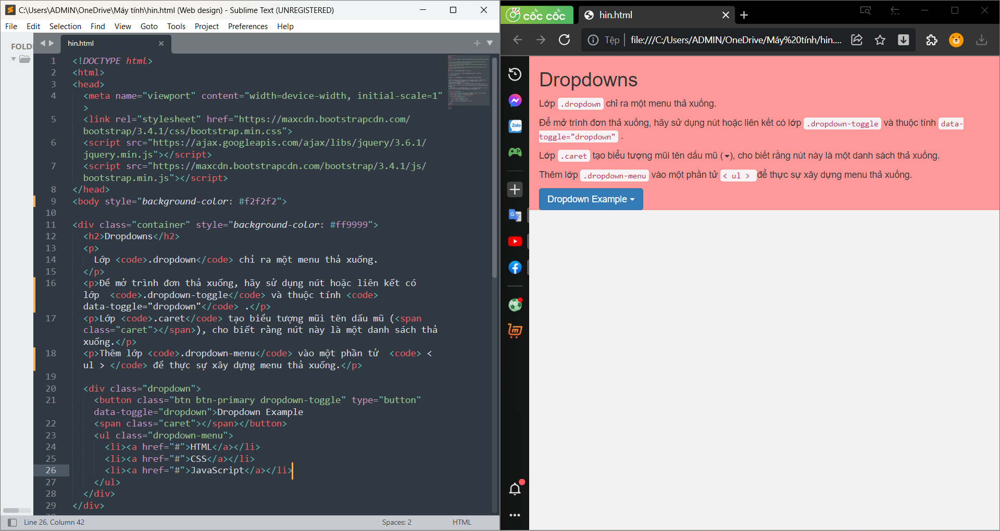 C:\Users\ADMIN\OneDrive\Máy tính\hin.html (Web design) - Sublime Text (UNREGISTERED)
File Edit Selection Find View Goto Tools Project Preferences Help
FOLD
hin.html
1 <!DOCTYPE html>
2 <html>
3 <head>
4 <meta name="viewport" content="width=device-width, initial-scale=1"
>
5 <link rel="stylesheet" href="https://maxcdn.bootstrapcdn.com/
bootstrap/3.4.1/css/bootstrap.min.css">
6 <script src="https://ajax.googleapis.com/ajax/libs/jquery/3.6.1/
jquery.min.js"></script>
7 <script src="https://maxcdn.bootstrapcdn.com/bootstrap/3.4.1/js/
bootstrap.min.js"></script>
8 </head>
9 <body style="background-color: #f2f2f2">
10
11 <div class="container" style="background-color: #ff9999">
12 <h2>Dropdowns</h2>
13 <p>
14 Lớp <code>.dropdown</code> chỉ ra một menu thả xuống.
15 </p>
16 <p>Để mở trình đơn thả xuống, hãy sử dụng nút hoặc liên kết có
lớp <code>.dropdown-toggle</code> và thuộc tính <code>
data-toggle="dropdown"</code> .</p>
17 <p>Lớp <code>.caret</code> tạo biểu tượng mũi tên dấu mũ (<span
class="caret"></span>), cho biết rằng nút này là một danh sách thả
xuống.</p>
18 <p>Thêm lớp <code>.dropdown-menu</code> vào một phần tử <code> <
ul > </code> để thực sự xây dựng menu thả xuống.</p>
19
20 <div class="dropdown">
21 <button class="btn btn-primary dropdown-toggle" type="button"
data-toggle="dropdown">Dropdown Example
22 <span class="caret"></span></button>
23 <ul class="dropdown-menu">
24 <li><a href="#">HTML</a></li>
25 <li><a href="#">CSS</a></li>
26 <li><a href="#">JavaScript</a></li>
27 </ul>
28 </div>
29 </div>
Line 26, Column 42 Spaces: 2 HTML
cốc cốc
hin.html
Tệp file:///C:/Users/ADMIN/OneDrive/Máy%20tính/hin....
Zalo
Dropdowns
Lớp .dropdown chỉ ra một menu thả xuống.
Để mở trình đơn thả xuống, hãy sử dụng nút hoặc liên kết có lớp .dropdown-toggle và thuộc tính data-
toggle="dropdown" .
Lớp .caret tạo biểu tượng mũi tên dấu mũ (▾), cho biết rằng nút này là một danh sách thả xuống.
Thêm lớp .dropdown-menu vào một phần tử < ul > để thực sự xây dựng menu thả xuống.
Dropdown Example